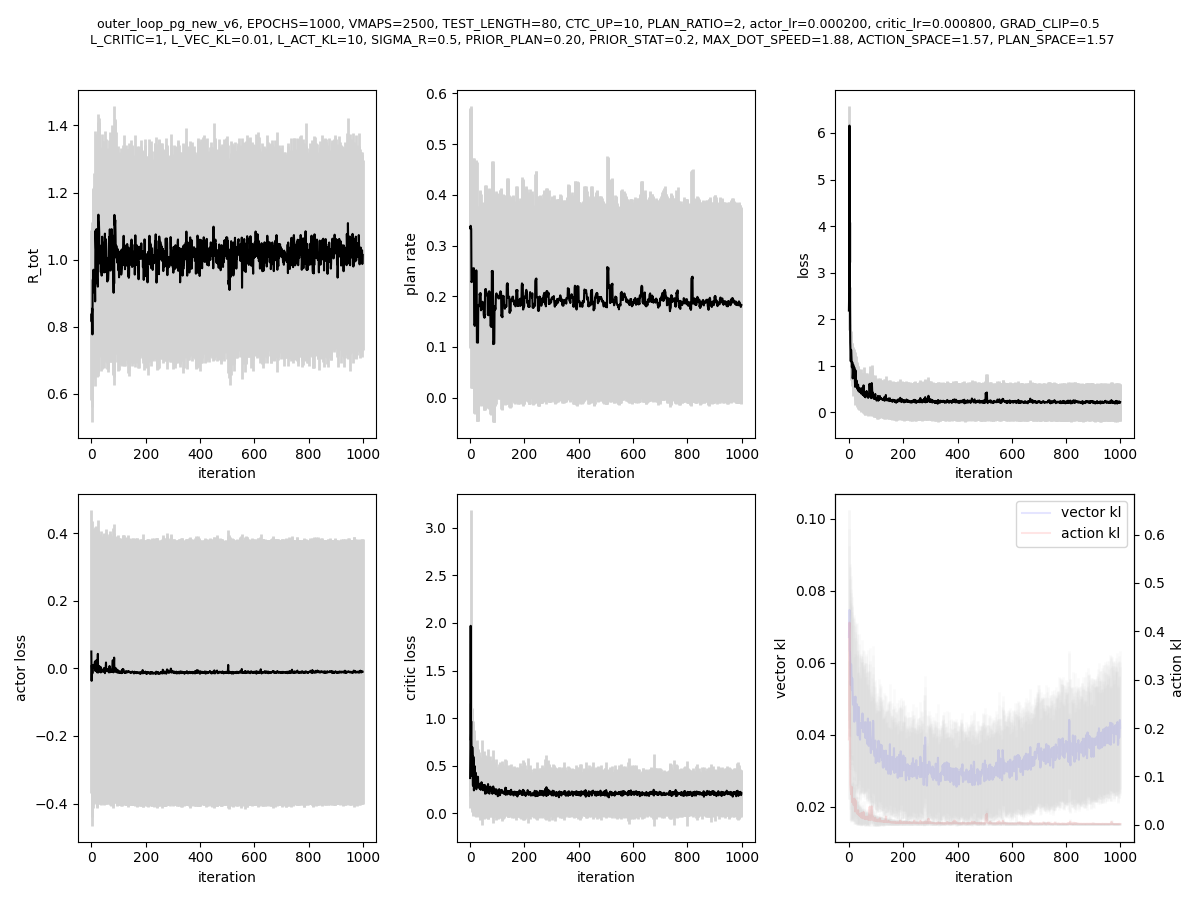 outer_loop_pg_new_v6, EPOCHS=1000, VMAPS=2500, TEST_LENGTH=80, CTC_UP=10, PLAN_RATIO=2, actor_lr=0.000200, critic_lr=0.000800, GRAD_CLIP=0.5
L_CRITIC=1, L_VEC_KL=0.01, L_ACT_KL=10, SIGMA_R=0.5, PRIOR_PLAN=0.20, PRIOR_STAT=0.2, MAX_DOT_SPEED=1.88, ACTION_SPACE=1.57, PLAN_SPACE=1.57
R_tot
1.4
1.2
1.0
0.8
0.6
0 200 400 600 800 1000
iteration
plan rate
0.6
0.5
0.4
0.3
0.2
0.1
0.0
0 200 400 600 800 1000
iteration
loss
6
5
4
3
2
1
0
0 200 400 600 800 1000
iteration
actor loss
0.4
0.2
0.0
−0.2
−0.4
0 200 400 600 800 1000
iteration
critic loss
3.0
2.5
2.0
1.5
1.0
0.5
0.0
0 200 400 600 800 1000
iteration
vector kl
0.10
0.08
0.06
0.04
0.02
vector kl
action kl
0 200 400 600 800 1000
iteration
0.6
0.5
0.4
0.3
0.2
0.1
0.0
action kl